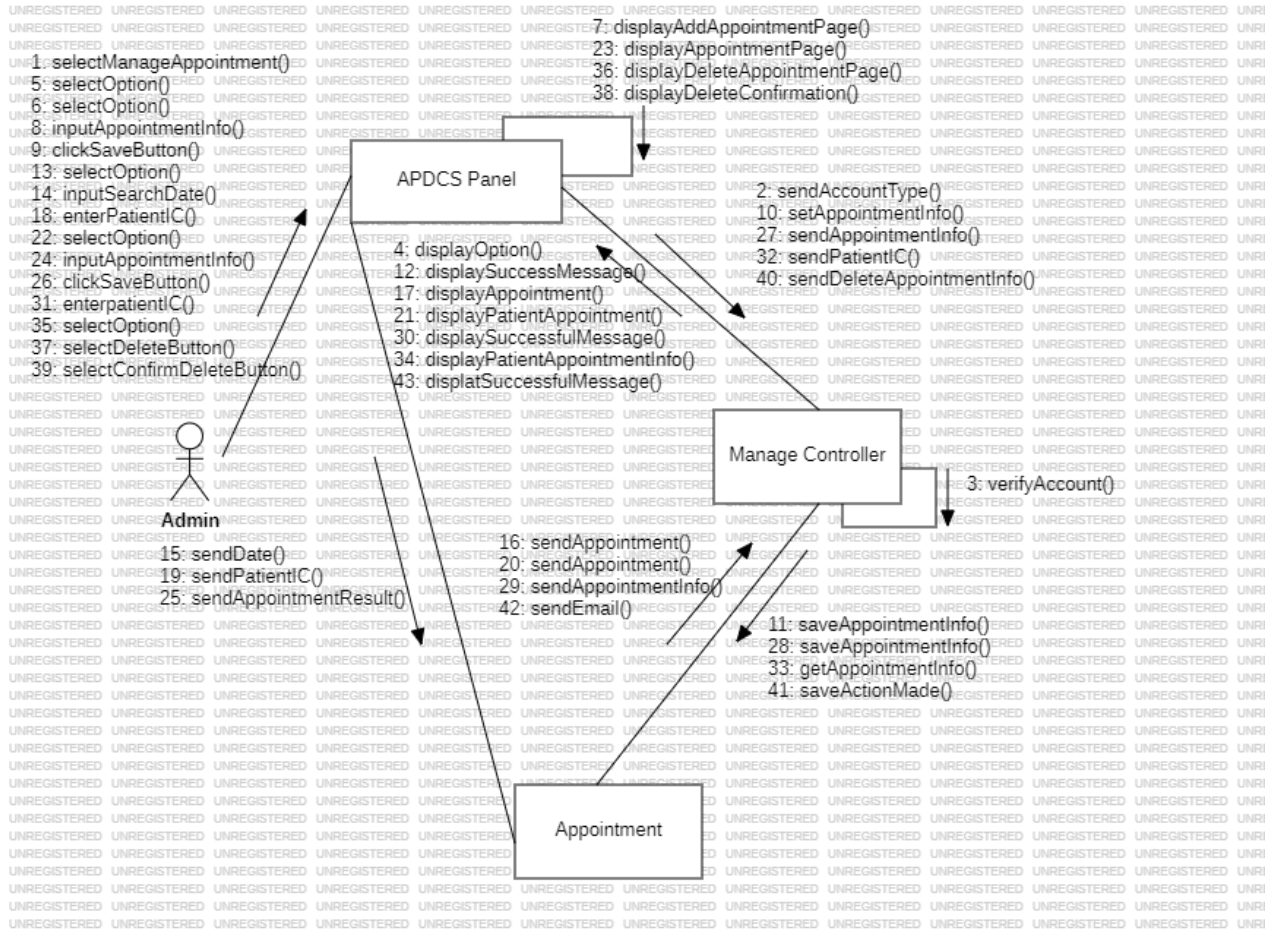 7: displayAddAppointmentPage()
23: displayAppointmentPage()
36: displayDeleteAppointmentPage()
38: displayDeleteConfirmation()
1: selectManageAppointment()
5: selectOption()
6: selectOption()
8: inputAppointmentInfo()
9: clickSaveButton()
13: selectOption()
14: inputSearchDate()
18: enterPatientIC()
22: selectOption()
24: inputAppointmentInfo()
26: clickSaveButton()
31: enterpatientIC()
35: selectOption()
37: selectDeleteButton()
39: selectConfirmDeleteButton()
APDCS Panel
2: sendAccountType()
10: setAppointmentInfo()
27: sendAppointmentInfo()
32: sendPatientIC()
40: sendDeleteAppointmentInfo()
4: displayOption()
12: displaySuccessMessage()
17: displayAppointment()
21: displayPatientAppointment()
30: displaySuccessfulMessage()
34: displayPatientAppointmentInfo()
43: displatSuccessfulMessage()
Manage Controller
3: verifyAccount()
Admin
15: sendDate()
19: sendPatientIC()
25: sendAppointmentResult()
16: sendAppointment()
20: sendAppointment()
29: sendAppointmentInfo()
42: sendEmail()
11: saveAppointmentInfo()
28: saveAppointmentInfo()
33: getAppointmentInfo()
41: saveActionMade()
Appointment
UNREGISTERED